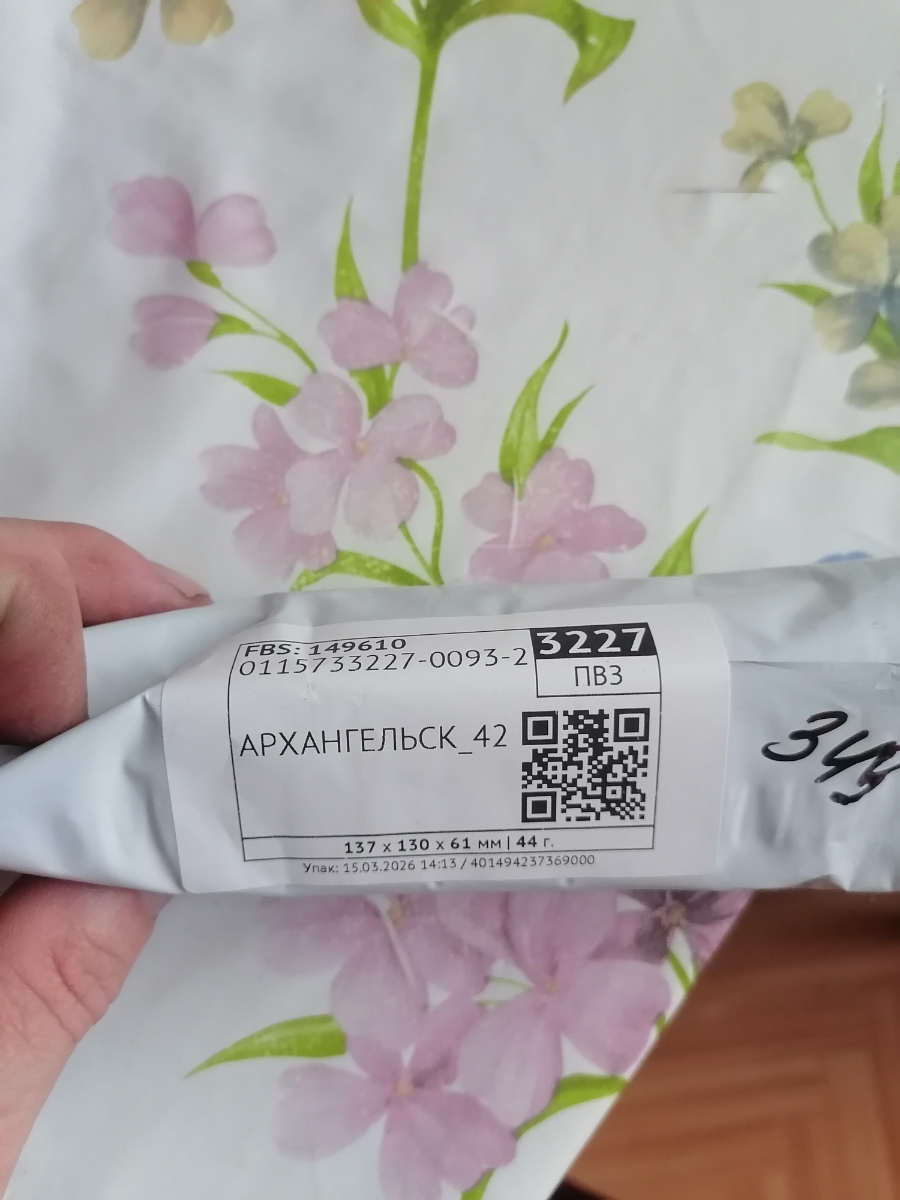 FBS: 149610
0115733227-0093-2
3227
ПВЗ
АРХАНГЕЛЬСК_42
137 x 130 x 61 мм | 44 г.
Упак: 15.03.2026 14:13 / 401494237369000